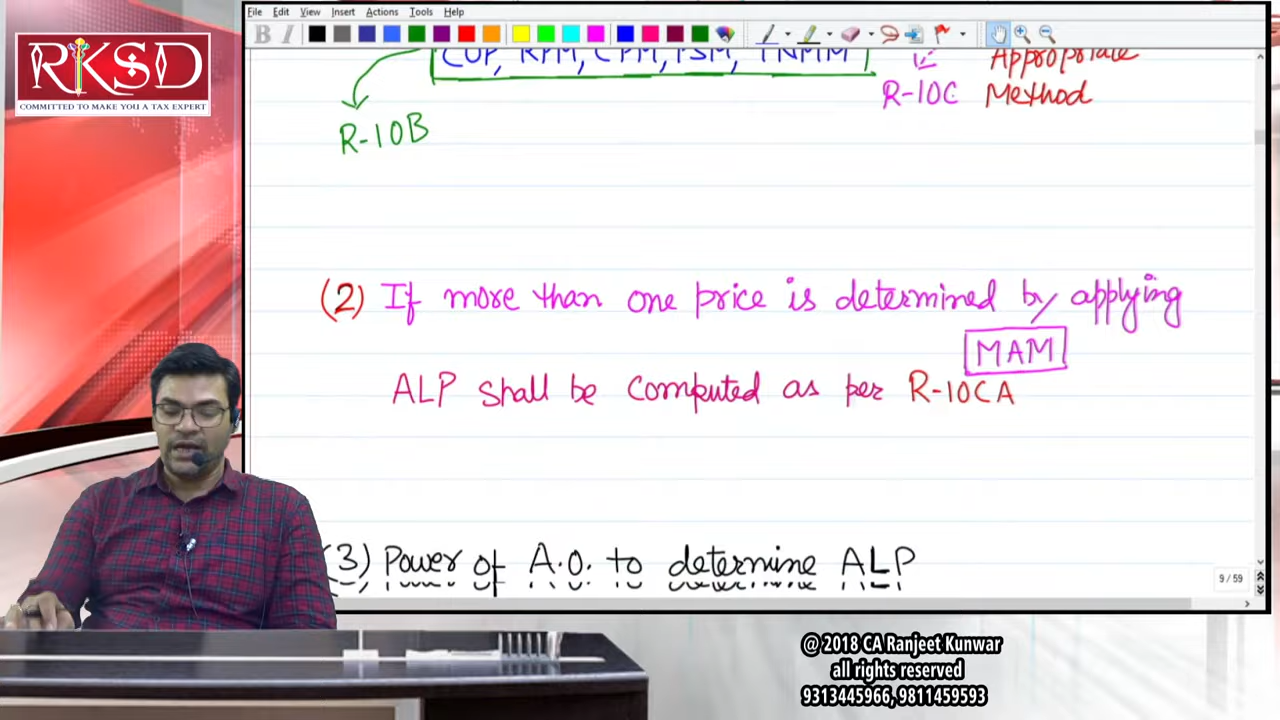 File Edit View Insert Actions Tools Help
B I
RKSD
COMMITTED TO MAKE YOU A TAX EXPERT
CUP, RPM, CPM, PSM, TNMM
Appropriate
R-10C Method
R-10B
(2) If more than one price is determined by applying
MAM
ALP shall be computed as per R-10CA
(3) Power of A.O. to determine ALP
9 / 59
@ 2018 CA Ranjeet Kunwar
all rights reserved
9313445966, 9811459593